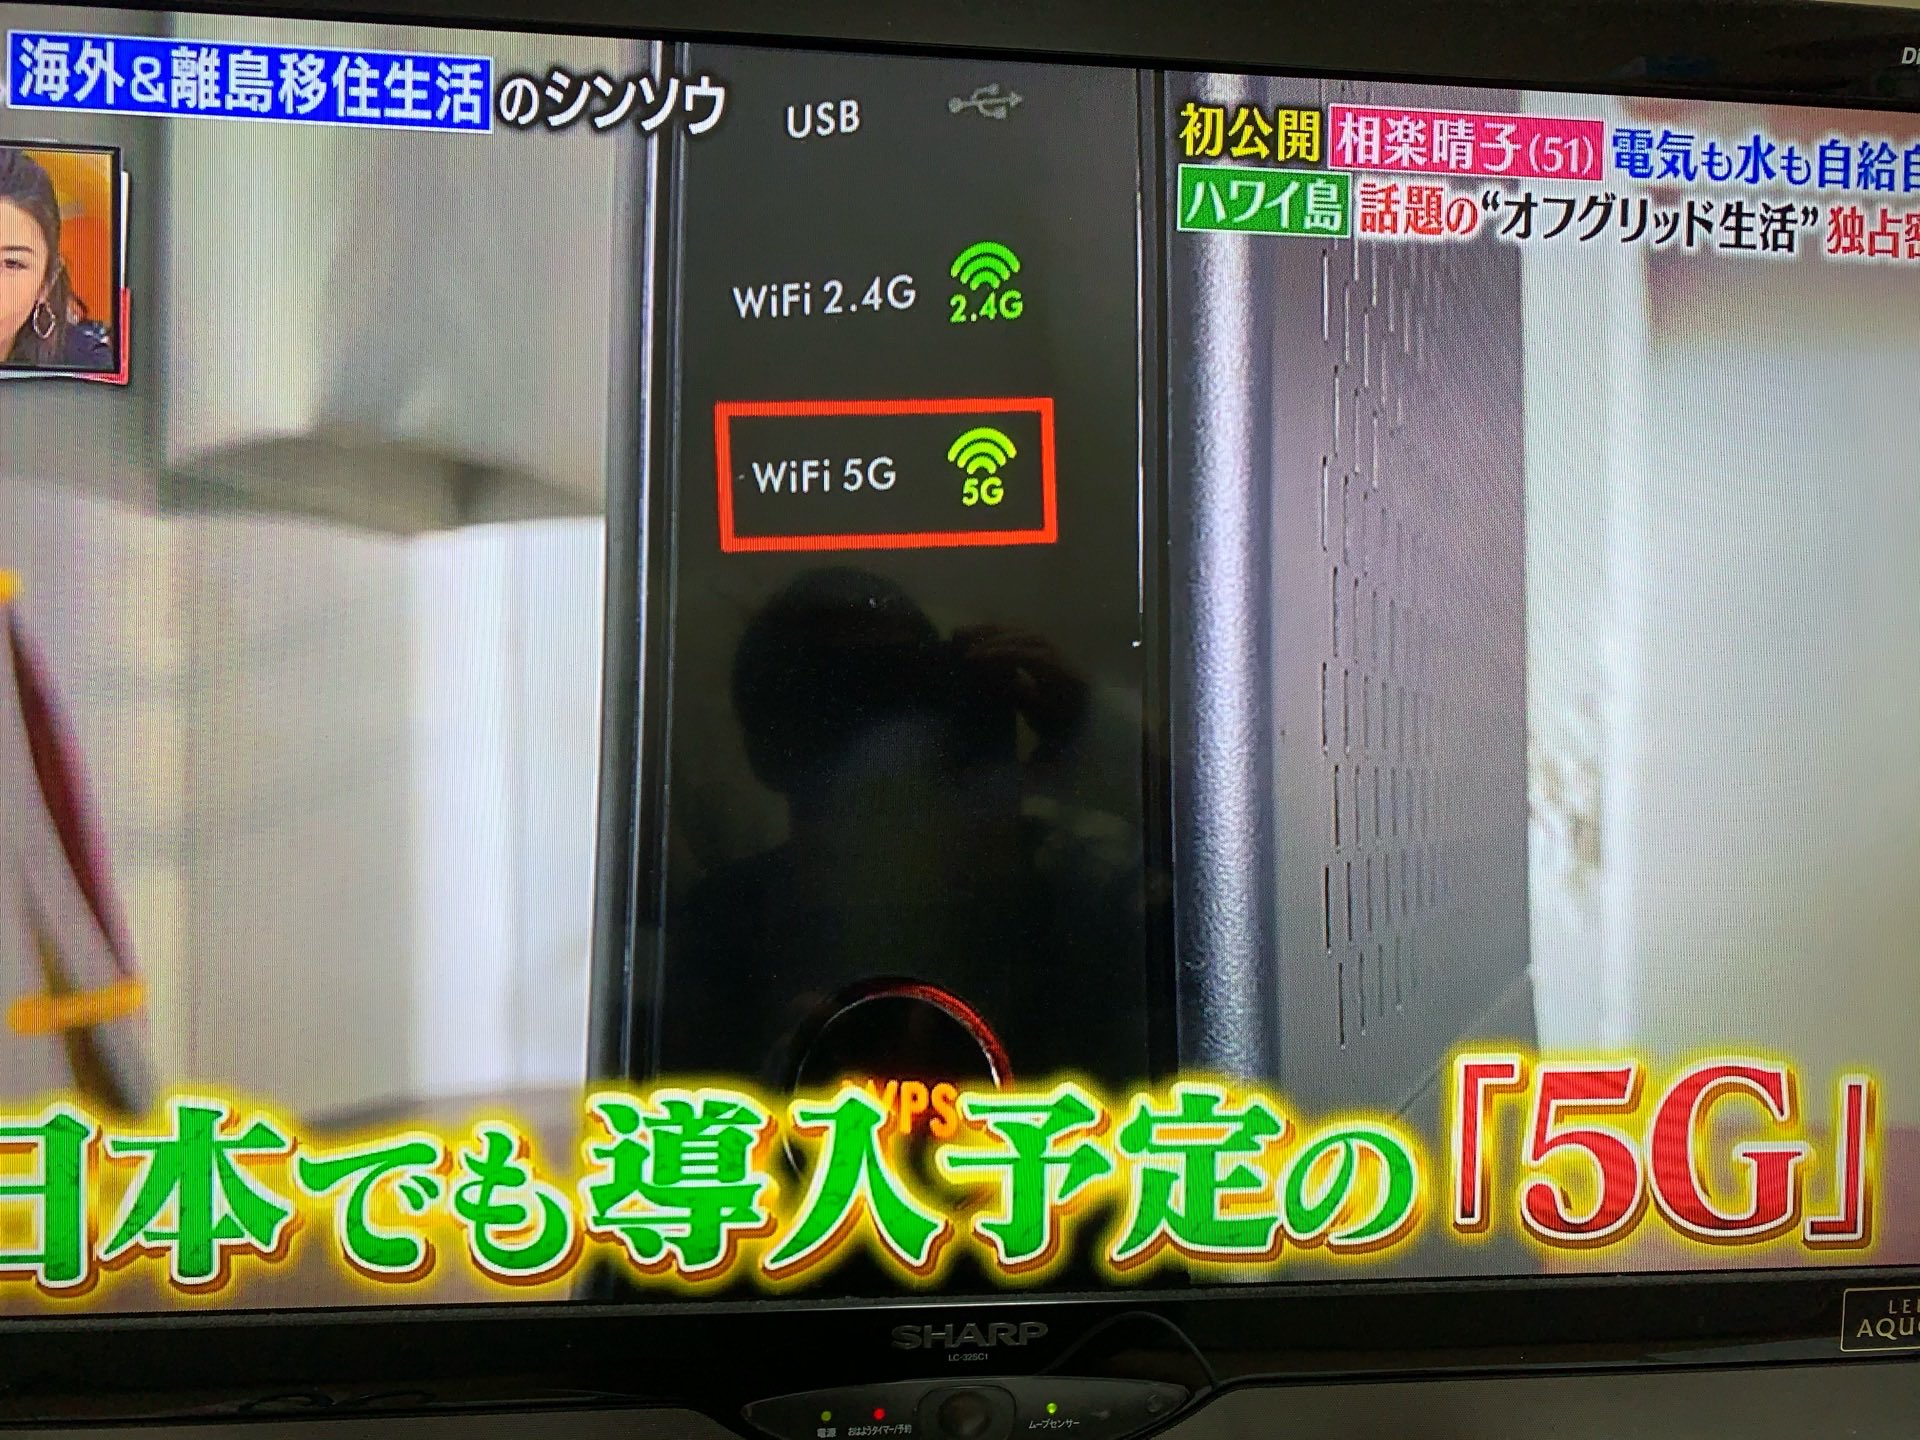 海外&離島移住生活のシンソウ
初公開 相楽晴子(51) 電気も水も自給自
ハワイ島 話題の“オフグリッド生活” 独占密
USB
WiFi 2.4G 2.4G
WiFi 5G 5G
WPS
日本でも導入予定の「5G」
SHARP
LC-32SC1
電源 おはようタイマー/予約 ムーブセンサー